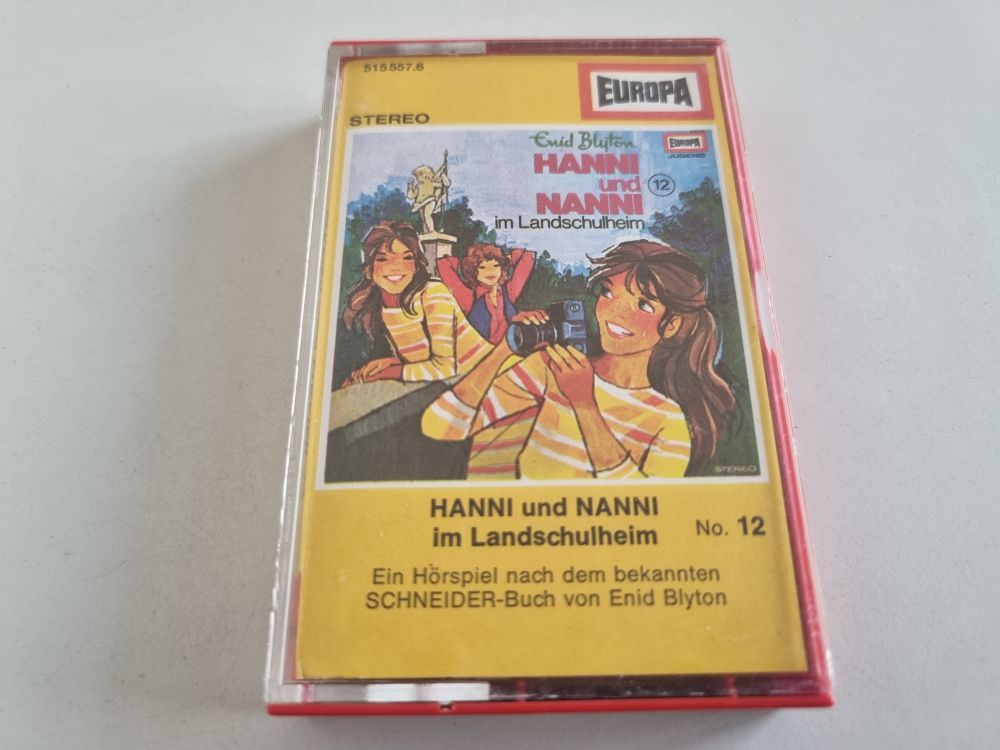 515 557.6
EUROPA
STEREO
Enid Blyton
EUROPA
JUGEND
HANNI
und
12
NANNI
im Landschulheim
STEREO
HANNI und NANNI
im Landschulheim
No. 12
Ein Hörspiel nach dem bekannten
SCHNEIDER-Buch von Enid Blyton